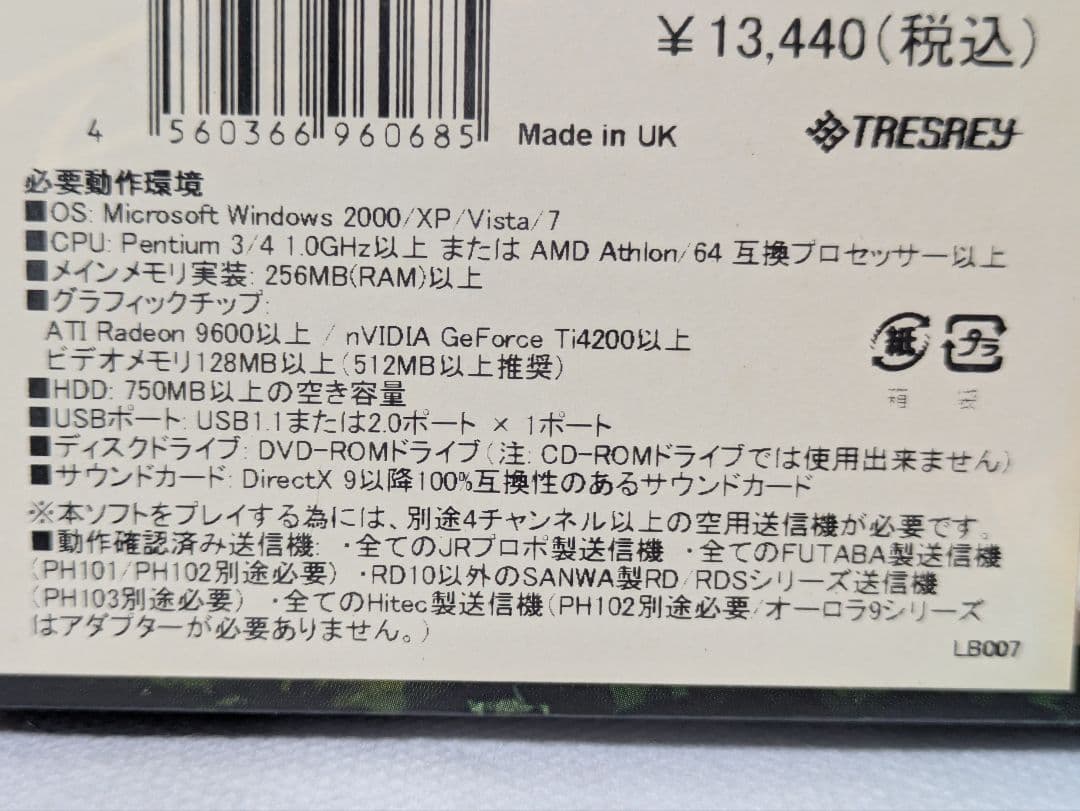 ￥13,440(税込)
4 560366 960685
Made in UK
TRESREY
必要動作環境
■OS: Microsoft Windows 2000/XP/Vista/7
■CPU: Pentium 3/4 1.0GHz以上 または AMD Athlon/64 互換プロセッサー以上
■メインメモリ実装: 256MB(RAM)以上
■グラフィックチップ:
ATI Radeon 9600以上 / nVIDIA GeForce Ti4200以上
ビデオメモリ128MB以上(512MB以上推奨)
■HDD: 750MB以上の空き容量
■USBポート: USB1.1または2.0ポート × 1ポート
■ディスクドライブ: DVD-ROMドライブ(注: CD-ROMドライブでは使用出来ません)
■サウンドカード: DirectX 9以降100%互換性のあるサウンドカード
紙 プラ
箱 袋
※本ソフトをプレイする為には、別途4チャンネル以上の空用送信機が必要です。
■動作確認済み送信機: ・全てのJRプロポ製送信機 ・全てのFUTABA製送信機
(PH101/PH102別途必要) ・RD10以外のSANWA製RD/RDSシリーズ送信機
(PH103別途必要) ・全てのHitec製送信機(PH102別途必要/オーロラ9シリーズ
はアダプターが必要ありません。)
LB007